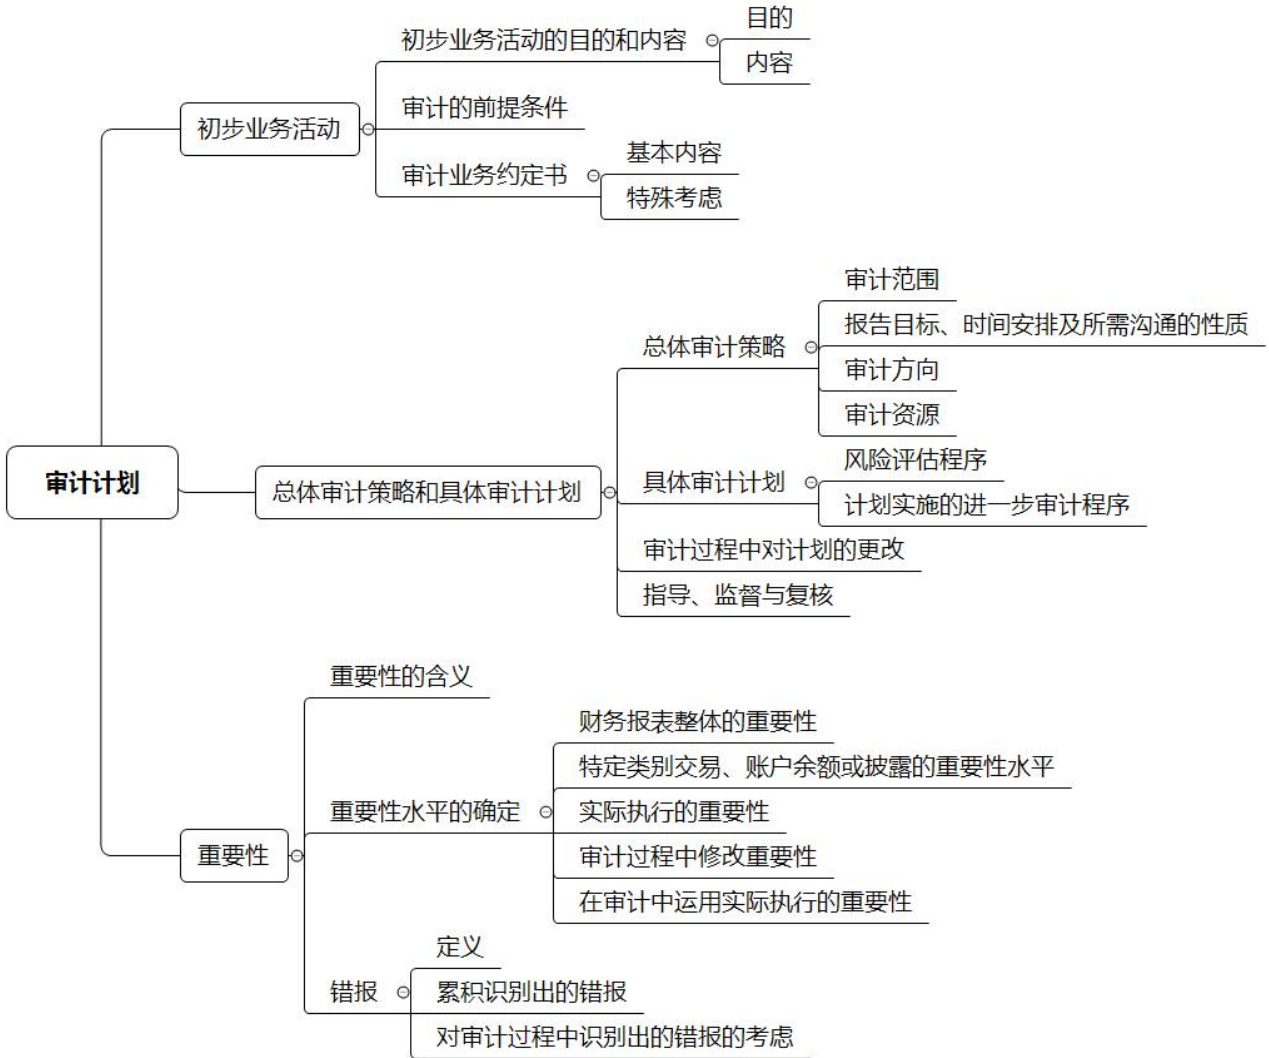 审计计划
初步业务活动
初步业务活动的目的和内容
目的
内容
审计的前提条件
审计业务约定书
基本内容
特殊考虑
总体审计策略和具体审计计划
总体审计策略
审计范围
报告目标、时间安排及所需沟通的性质
审计方向
审计资源
具体审计计划
风险评估程序
计划实施的进一步审计程序
审计过程中对计划的更改
指导、监督与复核
重要性
重要性的含义
重要性水平的确定
财务报表整体的重要性
特定类别交易、账户余额或披露的重要性水平
实际执行的重要性
审计过程中修改重要性
在审计中运用实际执行的重要性
错报
定义
累积识别出的错报
对审计过程中识别出的错报的考虑